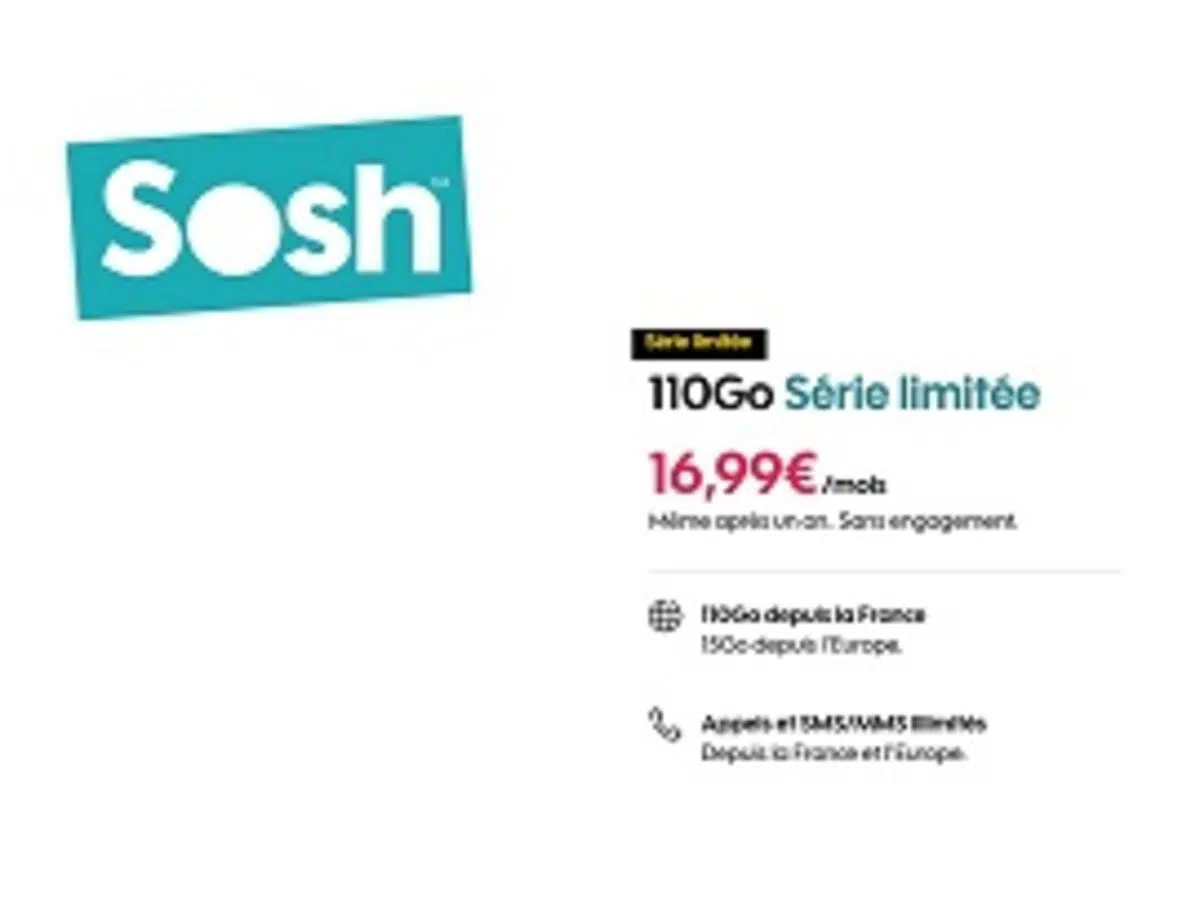 Sosh
Série limitée
110Go Série limitée
16,99€/mois
Même après un an. Sans engagement.
110Go depuis la France
15Go depuis l'Europe.
Appels et SMS/MMS illimités
Depuis la France et l'Europe.